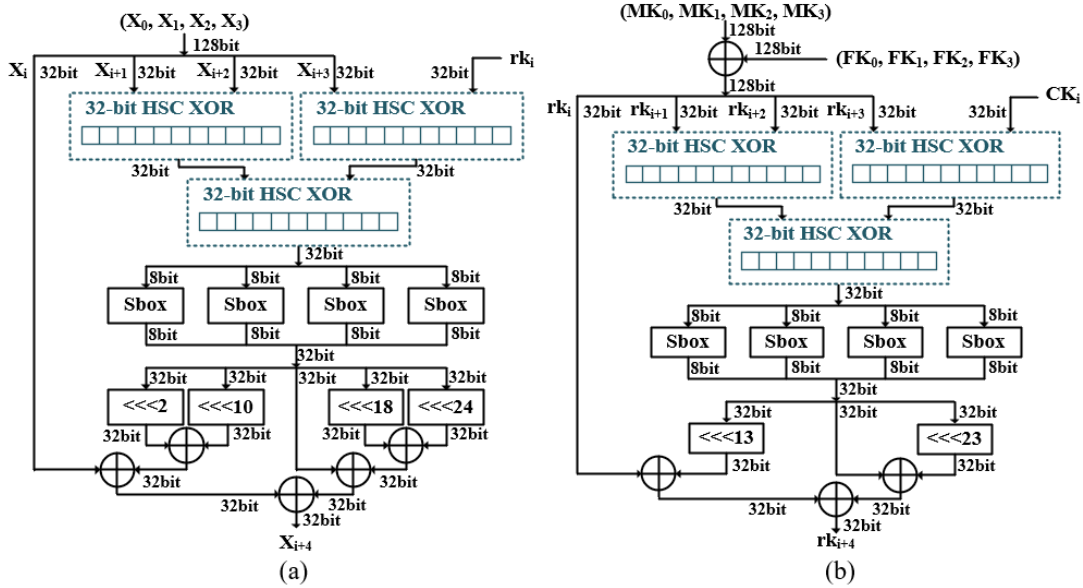 (X0, X1, X2, X3)
128bit
Xi
32bit
Xi+1
32bit
Xi+2
32bit
Xi+3
32bit
32bit
rki
32-bit HSC XOR
32-bit HSC XOR
32bit
32bit
32-bit HSC XOR
32bit
8bit
8bit
8bit
8bit
Sbox
Sbox
Sbox
Sbox
8bit
8bit
8bit
8bit
32bit
32bit
32bit
32bit
32bit
32bit
<<<2
<<<10
<<<18
<<<24
32bit
32bit
32bit
32bit
32bit
32bit
32bit
32bit
32bit
Xi+4
(a)
(MK0, MK1, MK2, MK3)
128bit
128bit
(FK0, FK1, FK2, FK3)
128bit
rki
32bit
rki+1
32bit
rki+2
32bit
rki+3
32bit
32bit
CKi
32-bit HSC XOR
32-bit HSC XOR
32bit
32bit
32-bit HSC XOR
32bit
8bit
8bit
8bit
8bit
Sbox
Sbox
Sbox
Sbox
8bit
8bit
8bit
8bit
32bit
32bit
32bit
32bit
<<<13
<<<23
32bit
32bit
32bit
32bit
32bit
rki+4
(b)